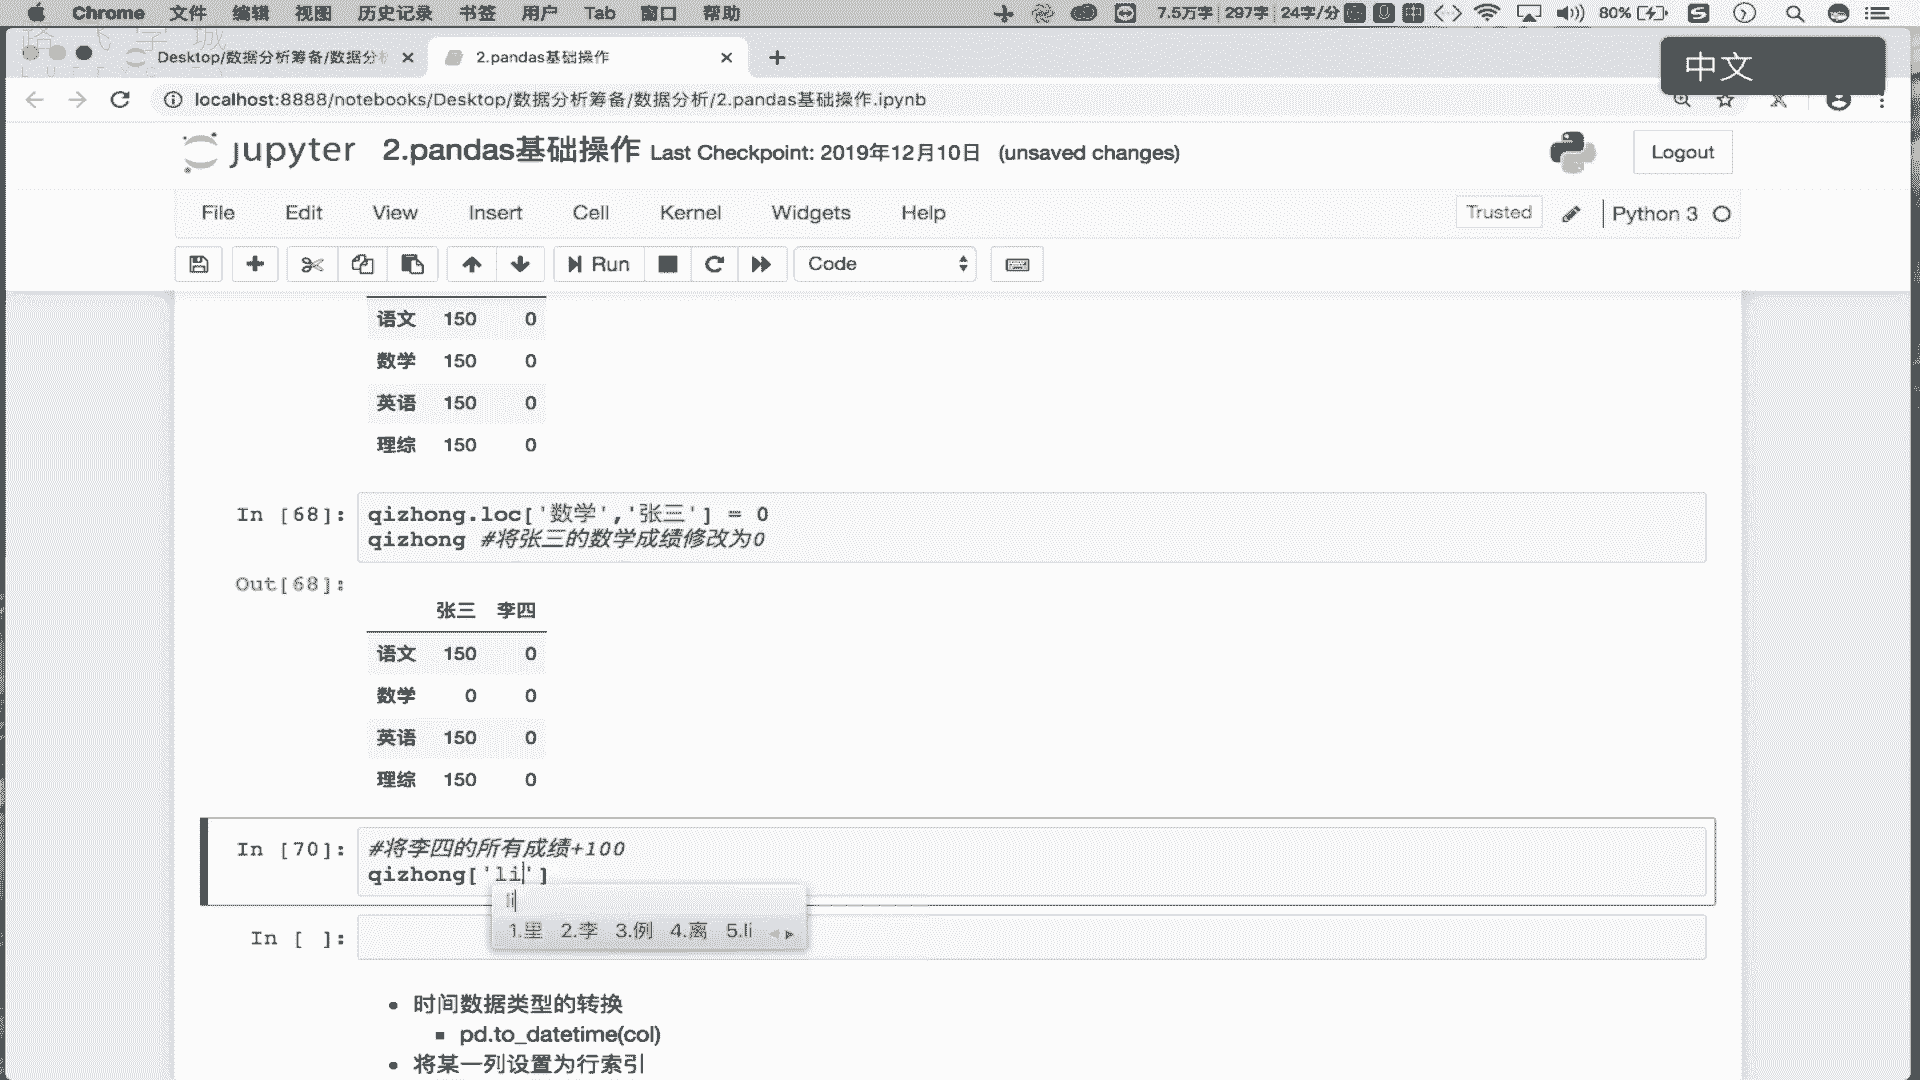 Chrome 文件 编辑 视图 历史记录 书签 用户 Tab 窗口 帮助 7.5万字 297字 24字/分 80%
Desktop/数据分析筹备/数据分 2.pandas基础操作
中文
localhost:8888/notebooks/Desktop/数据分析筹备/数据分析/2.pandas基础操作.ipynb
jupyter 2.pandas基础操作 Last Checkpoint: 2019年12月10日 (unsaved changes) Logout
File Edit View Insert Cell Kernel Widgets Help Trusted Python 3
Run Code
语文 150 0
数学 150 0
英语 150 0
理综 150 0
In [68]: qizhong.loc['数学','张三'] = 0
qizhong #将张三的数学成绩修改为0
Out[68]:
张三 李四
语文 150 0
数学 0 0
英语 150 0
理综 150 0
In [70]: #将李四的所有成绩+100
qizhong['li']
li
1.里 2.李 3.例 4.离 5.li
In [ ]:
时间数据类型的转换
pd.to_datetime(col)
将某一列设置为行索引